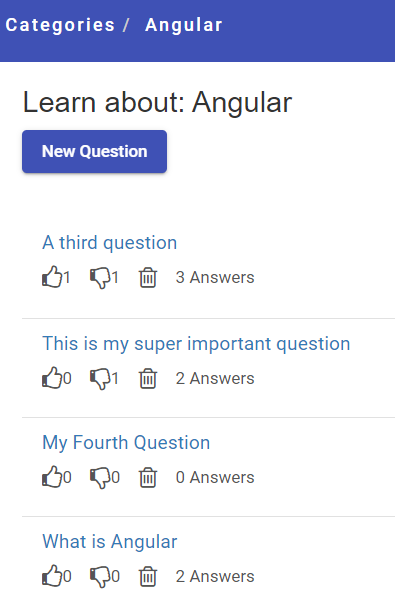 Categories / Angular
Learn about: Angular
New Question
A third question
1 1 3 Answers
This is my super important question
0 1 2 Answers
My Fourth Question
0 0 0 Answers
What is Angular
0 0 2 Answers